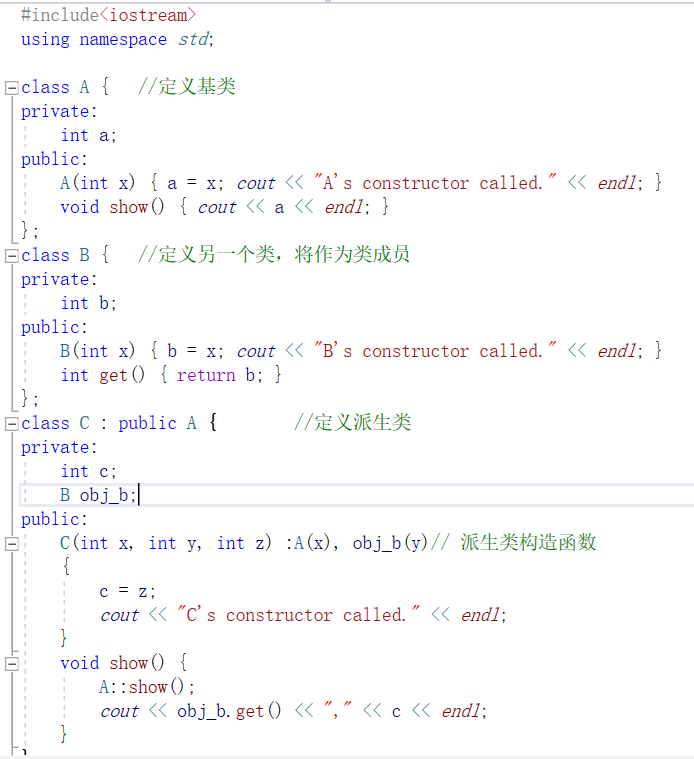 #include<iostream>
using namespace std;
class A {   //定义基类
private:
    int a;
public:
    A(int x) { a = x; cout << "A's constructor called." << endl; }
    void show() { cout << a << endl; }
};
class B {   //定义另一个类，将作为类成员
private:
    int b;
public:
    B(int x) { b = x; cout << "B's constructor called." << endl; }
    int get() { return b; }
};
class C : public A {        //定义派生类
private:
    int c;
    B obj_b;
public:
    C(int x, int y, int z) :A(x), obj_b(y)// 派生类构造函数
    {
        c = z;
        cout << "C's constructor called." << endl;
    }
    void show() {
        A::show();
        cout << obj_b.get() << "," << c << endl;
    }